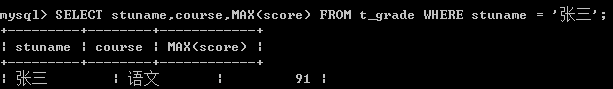 mysql> SELECT stuname,course,MAX(score) FROM t_grade WHERE stuname = '张三';
+---------+--------+------------+
| stuname | course | MAX(score) |
+---------+--------+------------+
| 张三 | 语文 | 91 |